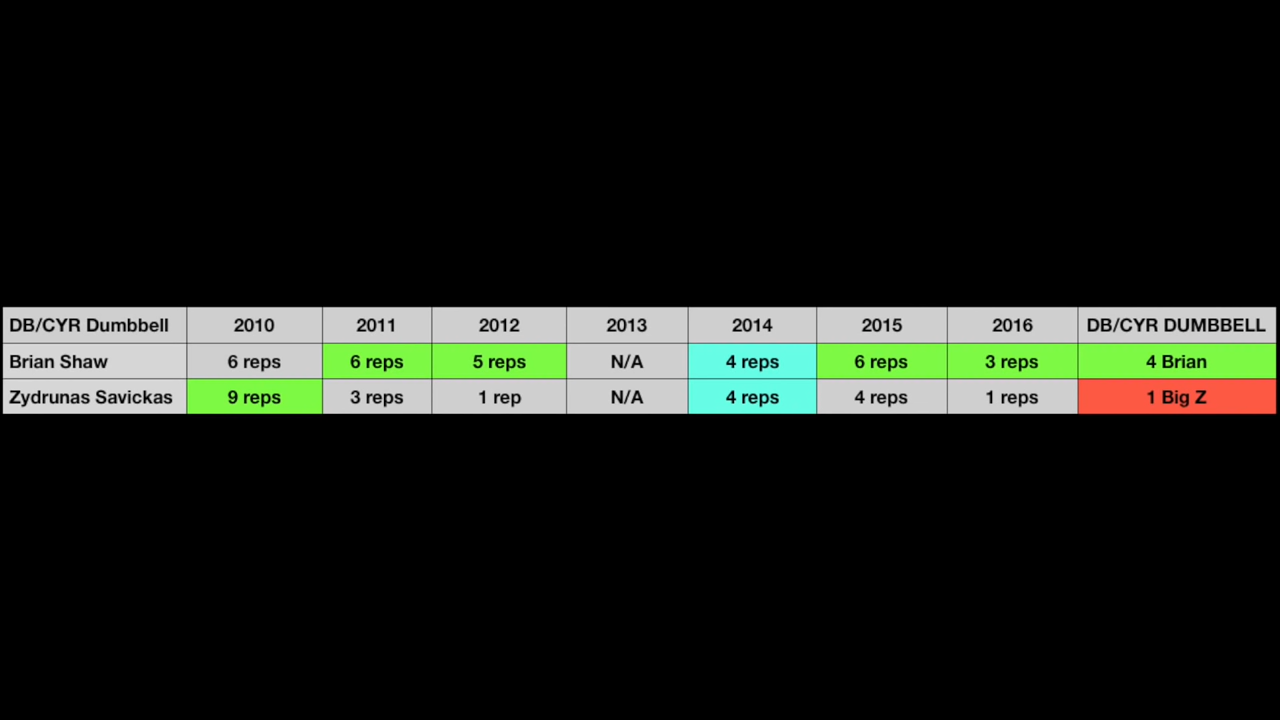 DB/CYR Dumbbell 2010 2011 2012 2013 2014 2015 2016 DB/CYR DUMBBELL
Brian Shaw 6 reps 6 reps 5 reps N/A 4 reps 6 reps 3 reps 4 Brian
Zydrunas Savickas 9 reps 3 reps 1 rep N/A 4 reps 4 reps 1 reps 1 Big Z